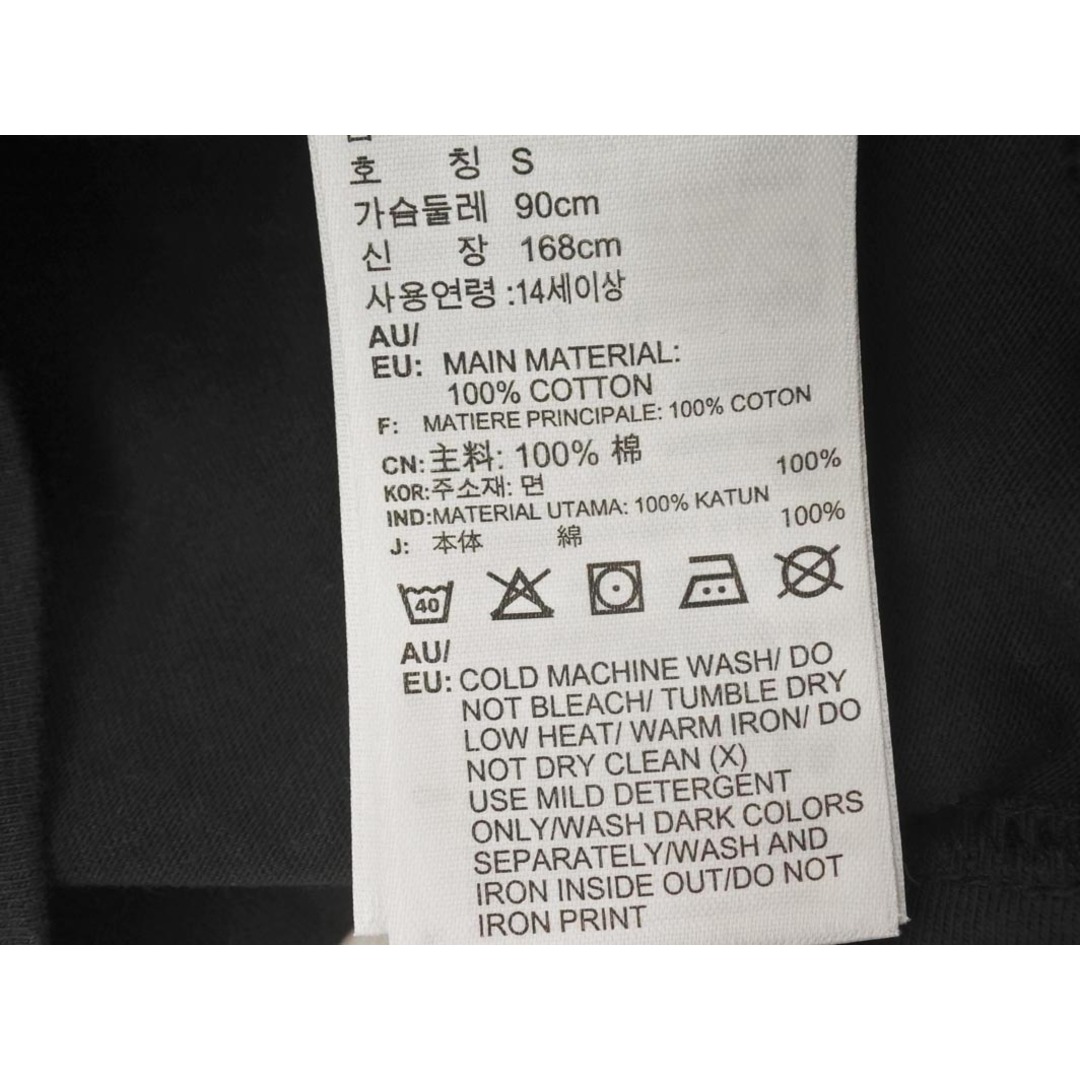 호 칭 S
가슴둘레 90cm
신 장 168cm
사용연령 :14세이상
AU/
EU: MAIN MATERIAL:
100% COTTON
F: MATIERE PRINCIPALE: 100% COTON
CN:主料: 100% 棉
KOR:주소재: 면 100%
IND:MATERIAL UTAMA: 100% KATUN
J: 本体 綿 100%
40
AU/
EU: COLD MACHINE WASH/ DO
NOT BLEACH/ TUMBLE DRY
LOW HEAT/ WARM IRON/ DO
NOT DRY CLEAN (X)
USE MILD DETERGENT
ONLY/WASH DARK COLORS
SEPARATELY/WASH AND
IRON INSIDE OUT/DO NOT
IRON PRINT